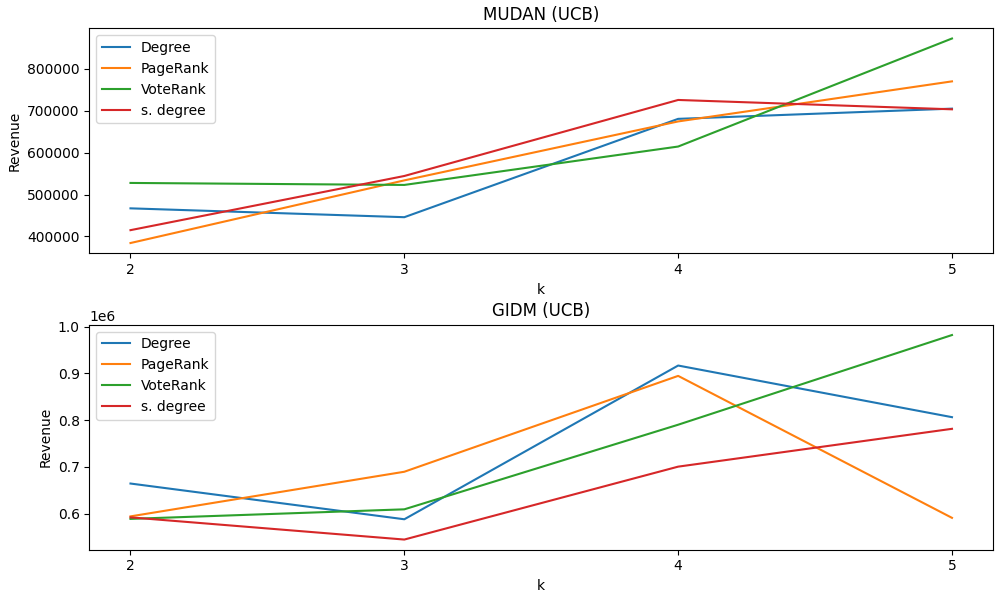 MUDAN (UCB)
Degree
PageRank
VoteRank
s. degree
Revenue
800000
700000
600000
500000
400000
2 3 4 5
k
GIDM (UCB)
1e6
Degree
PageRank
VoteRank
s. degree
Revenue
1.0
0.9
0.8
0.7
0.6
2 3 4 5
k